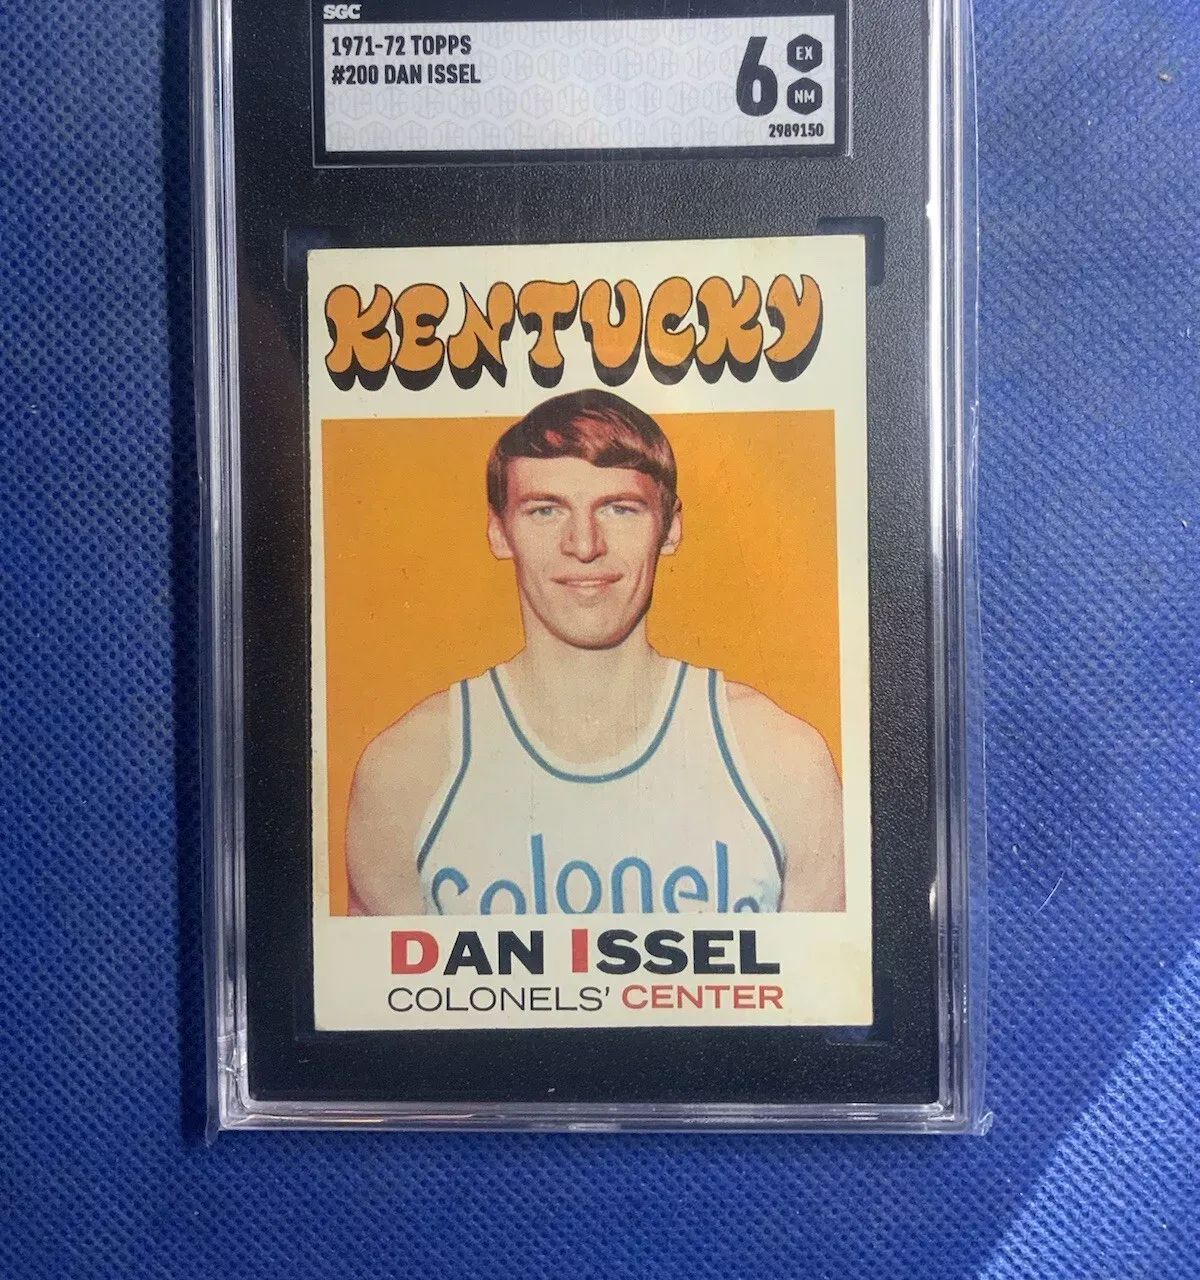 SGC
1971-72 TOPPS
#200 DAN ISSEL
6 EX
NM
2989150
KENTUCKY
Colonels
DAN ISSEL
COLONELS' CENTER